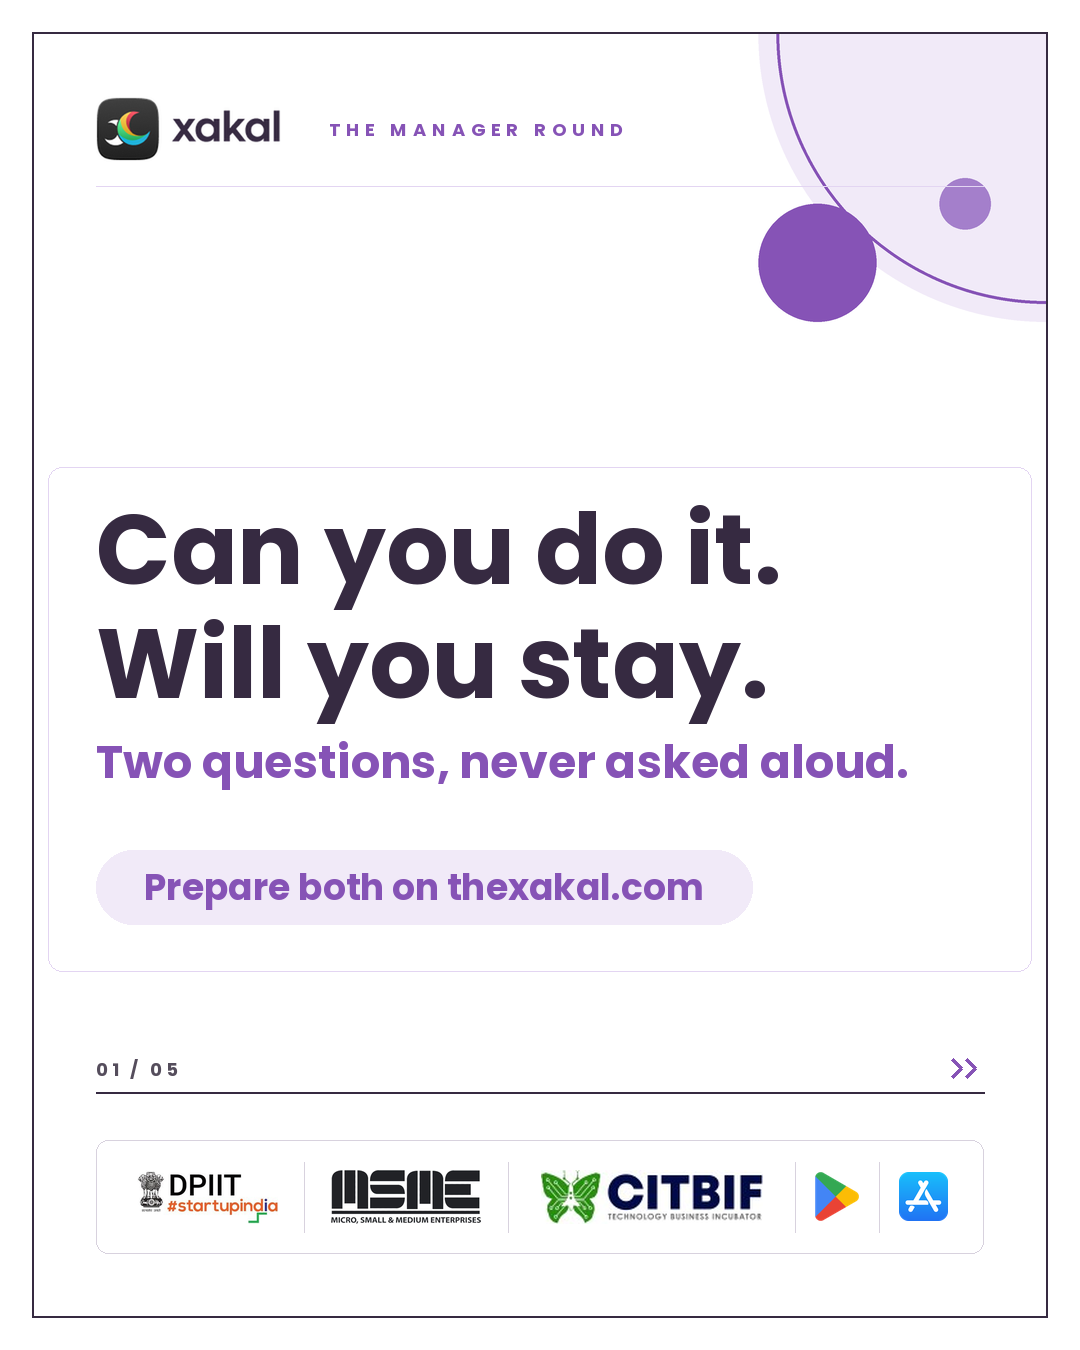 xakal
THE MANAGER ROUND
Can you do it.
Will you stay.
Two questions, never asked aloud.
Prepare both on thexakal.com
01 / 05
DPIIT
#startupindia
MSME
MICRO, SMALL & MEDIUM ENTERPRISES
CITBIF
TECHNOLOGY BUSINESS INCUBATOR